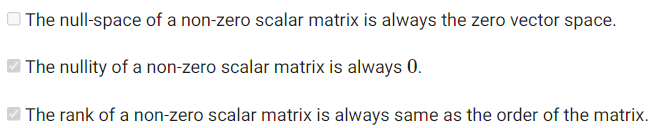 The null-space of a non-zero scalar matrix is always the zero vector space.
The nullity of a non-zero scalar matrix is always 0.
The rank of a non-zero scalar matrix is always same as the order of the matrix.